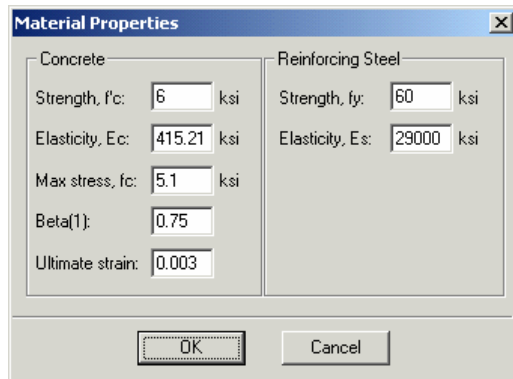 Material Properties
Concrete
Strength, f'c: 6 ksi
Elasticity, Ec: 415.21 ksi
Max stress, fc: 5.1 ksi
Beta(1): 0.75
Ultimate strain: 0.003
Reinforcing Steel
Strength, fy: 60 ksi
Elasticity, Es: 29000 ksi
OK Cancel